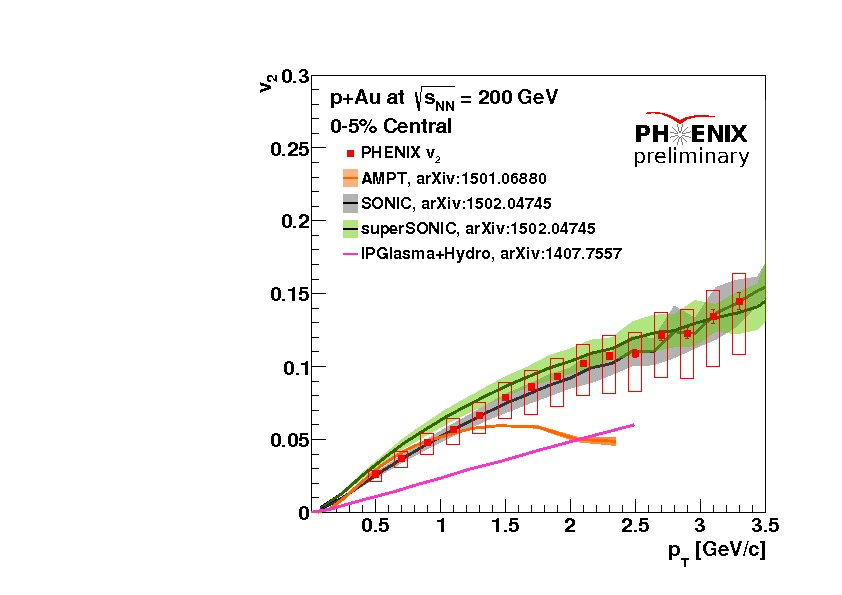 v2
0.3
0.25
0.2
0.15
0.1
0.05
0
p+Au at √sNN = 200 GeV
0-5% Central
PHENIX v2
AMPT, arXiv:1501.06880
SONIC, arXiv:1502.04745
superSONIC, arXiv:1502.04745
IPGlasma+Hydro, arXiv:1407.7557
PHENIX
preliminary
0.5 1 1.5 2 2.5 3 3.5
pT [GeV/c]